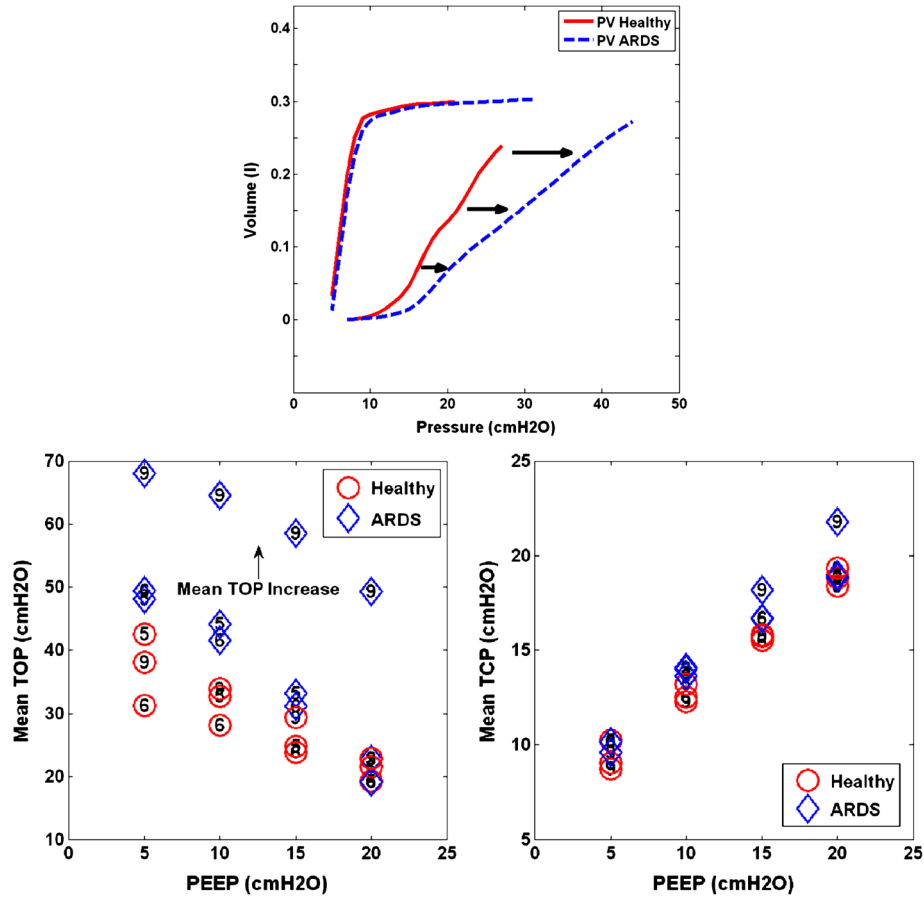 0.4
0.3
0.2
0.1
0
Volume (l)
PV Healthy
PV ARDS
0 10 20 30 40 50
Pressure (cmH2O)
70
60
50
40
30
20
10
Mean TOP (cmH2O)
Healthy
ARDS
Mean TOP Increase
9
9
9
9
5
6
5
9
6
5
6
6
5
9
6
0 5 10 15 20 25
PEEP (cmH2O)
25
20
15
10
5
Mean TCP (cmH2O)
9
9
6
9
Healthy
ARDS
0 5 10 15 20 25
PEEP (cmH2O)